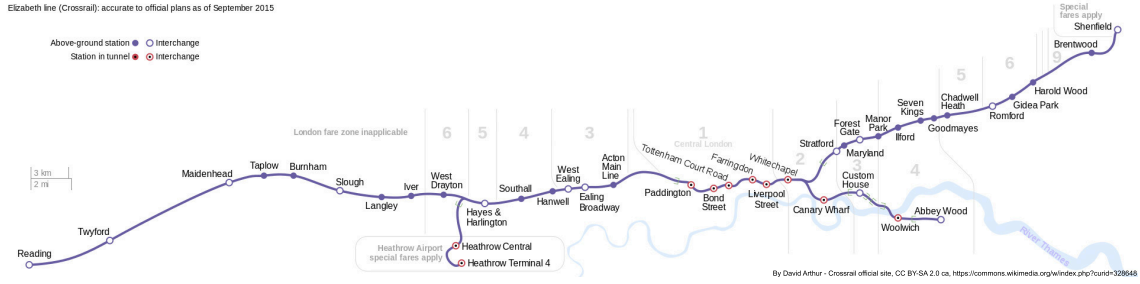 Elizabeth line (Crossrail): accurate to official plans as of September 2015
Above-ground station
Interchange
Station in tunnel
Interchange
3 km
2 mi
London fare zone inapplicable
6
5
4
3
1
Central London
2
3
4
5
6
9
Special
fares apply
Reading
Twyford
Maidenhead
Taplow
Burnham
Slough
Langley
Iver
West
Drayton
Heathrow Airport
special fares apply
Heathrow Central
Heathrow Terminal 4
Hayes &
Harlington
Southall
Hanwell
West
Ealing
Ealing
Broadway
Acton
Main
Line
Paddington
Bond
Street
Tottenham Court Road
Farringdon
Liverpool
Street
Whitechapel
Stratford
Maryland
Forest
Gate
Manor
Park
Ilford
Seven
Kings
Goodmayes
Chadwell
Heath
Romford
Gidea Park
Harold Wood
Brentwood
Shenfield
Canary Wharf
Custom
House
Woolwich
Abbey Wood
River Thames
By David Arthur - Crossrail official site, CC BY-SA 2.0 ca, https://commons.wikimedia.org/w/index.php?curid=328648